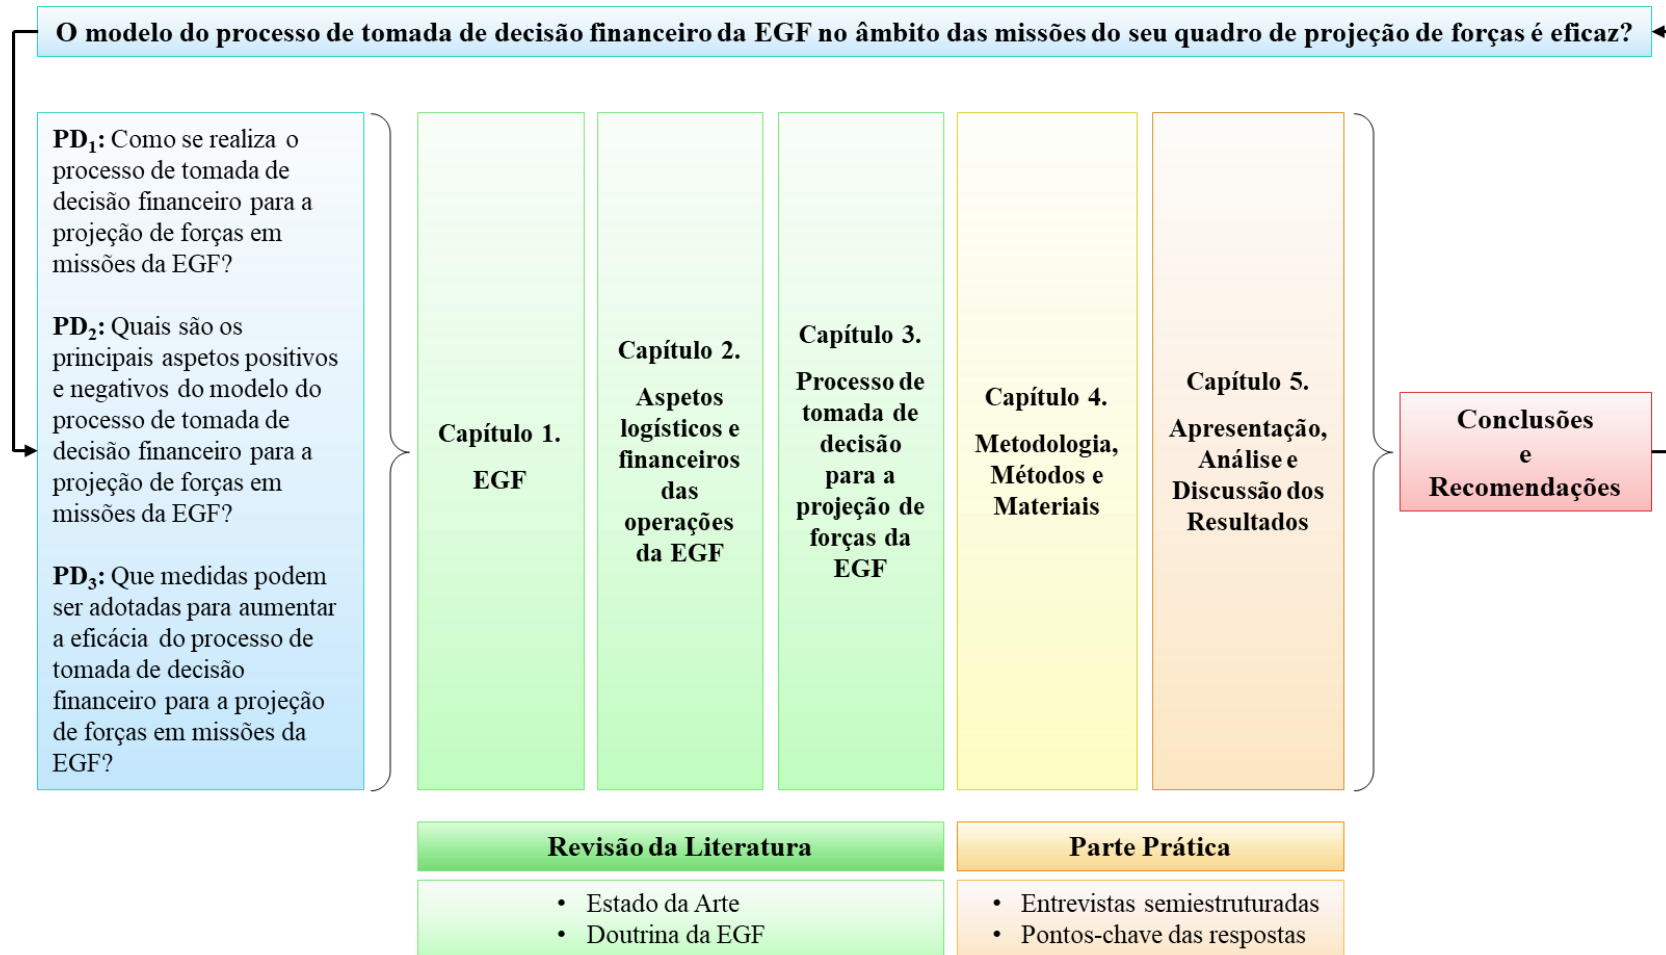 O modelo do processo de tomada de decisão financeiro da EGF no âmbito das missões do seu quadro de projeção de forças é eficaz?
PD₁: Como se realiza o
processo de tomada de
decisão financeiro para a
projeção de forças em
missões da EGF?
PD₂: Quais são os
principais aspetos positivos
e negativos do modelo do
processo de tomada de
decisão financeiro para a
projeção de forças em
missões da EGF?
PD₃: Que medidas podem
ser adotadas para aumentar
a eficácia do processo de
tomada de decisão
financeiro para a projeção
de forças em missões da
EGF?
Capítulo 1.
EGF
Capítulo 2.
Aspetos
logísticos e
financeiros
das
operações
da EGF
Capítulo 3.
Processo de
tomada de
decisão
para a
projeção de
forças da
EGF
Capítulo 4.
Metodologia,
Métodos e
Materiais
Capítulo 5.
Apresentação,
Análise e
Discussão dos
Resultados
Conclusões
e
Recomendações
Revisão da Literatura
• Estado da Arte
• Doutrina da EGF
Parte Prática
• Entrevistas semiestruturadas
• Pontos-chave das respostas